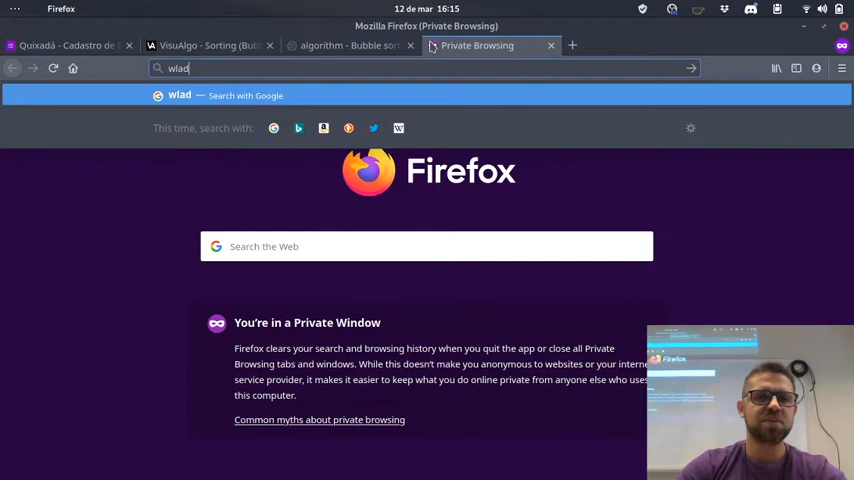 Firefox
12 de mar 16:15
Mozilla Firefox (Private Browsing)
Quixadá - Cadastro de
VisuAlgo - Sorting (Bub
algorithm - Bubble sort
Private Browsing
wlad
wlad — Search with Google
This time, search with:
Firefox
Search the Web
You're in a Private Window
Firefox clears your search and browsing history when you quit the app or close all Private
Browsing tabs and windows. While this doesn't make you anonymous to websites or your intern
service provider, it makes it easier to keep what you do online private from anyone else who uses
this computer.
Common myths about private browsing
Firefox